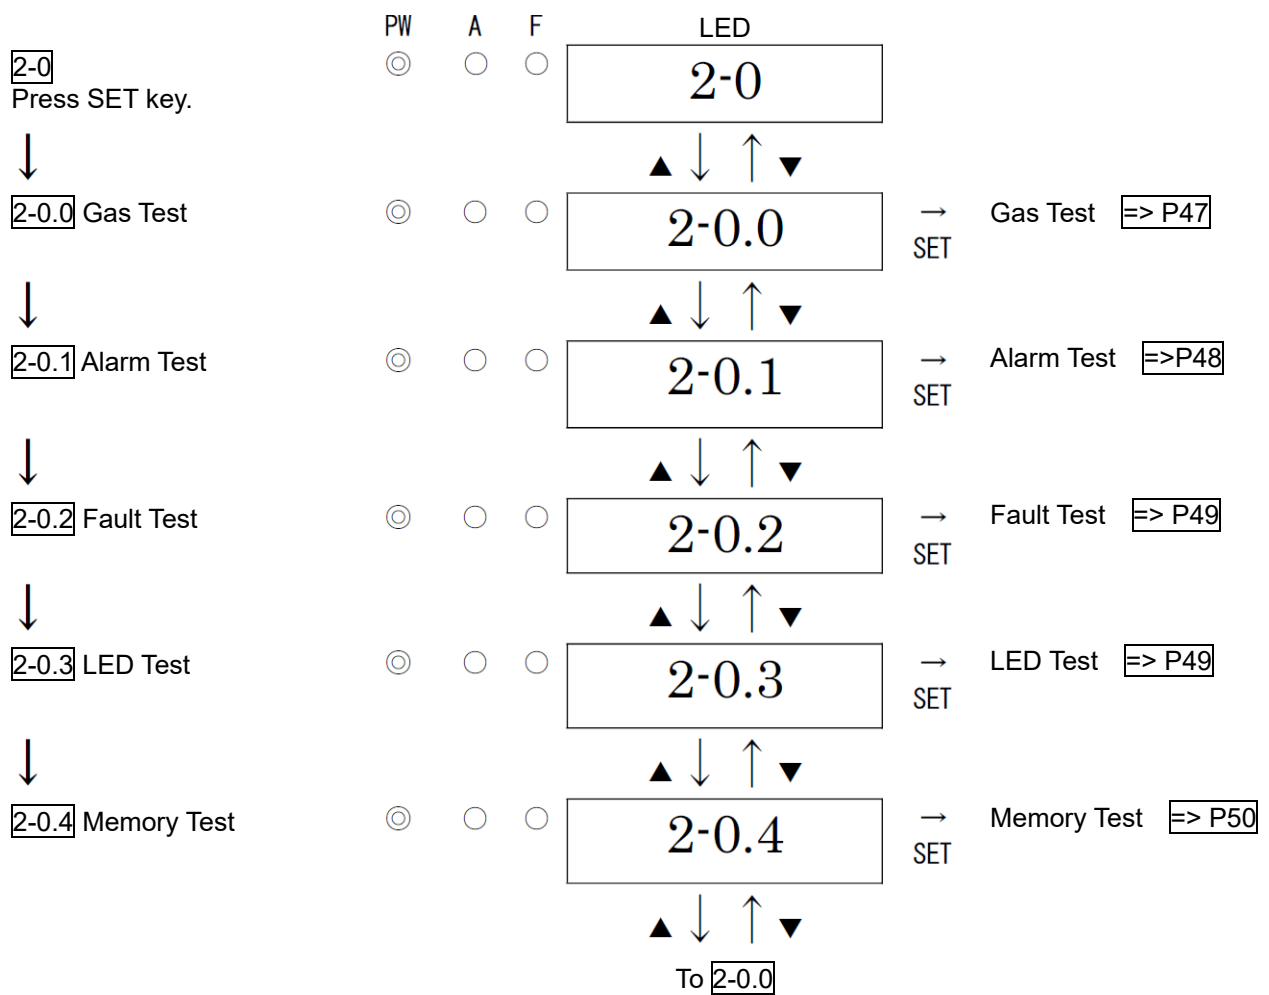 PW A F LED
2-0 ◎ ○ ○ 2-0
Press SET key.
↓ ▲ ↓ ↑ ▼
2-0.0 Gas Test ◎ ○ ○ 2-0.0 → Gas Test => P47
SET
↓ ▲ ↓ ↑ ▼
2-0.1 Alarm Test ◎ ○ ○ 2-0.1 → Alarm Test =>P48
SET
↓ ▲ ↓ ↑ ▼
2-0.2 Fault Test ◎ ○ ○ 2-0.2 → Fault Test => P49
SET
↓ ▲ ↓ ↑ ▼
2-0.3 LED Test ◎ ○ ○ 2-0.3 → LED Test => P49
SET
↓ ▲ ↓ ↑ ▼
2-0.4 Memory Test ◎ ○ ○ 2-0.4 → Memory Test => P50
SET
▲ ↓ ↑ ▼
To 2-0.0